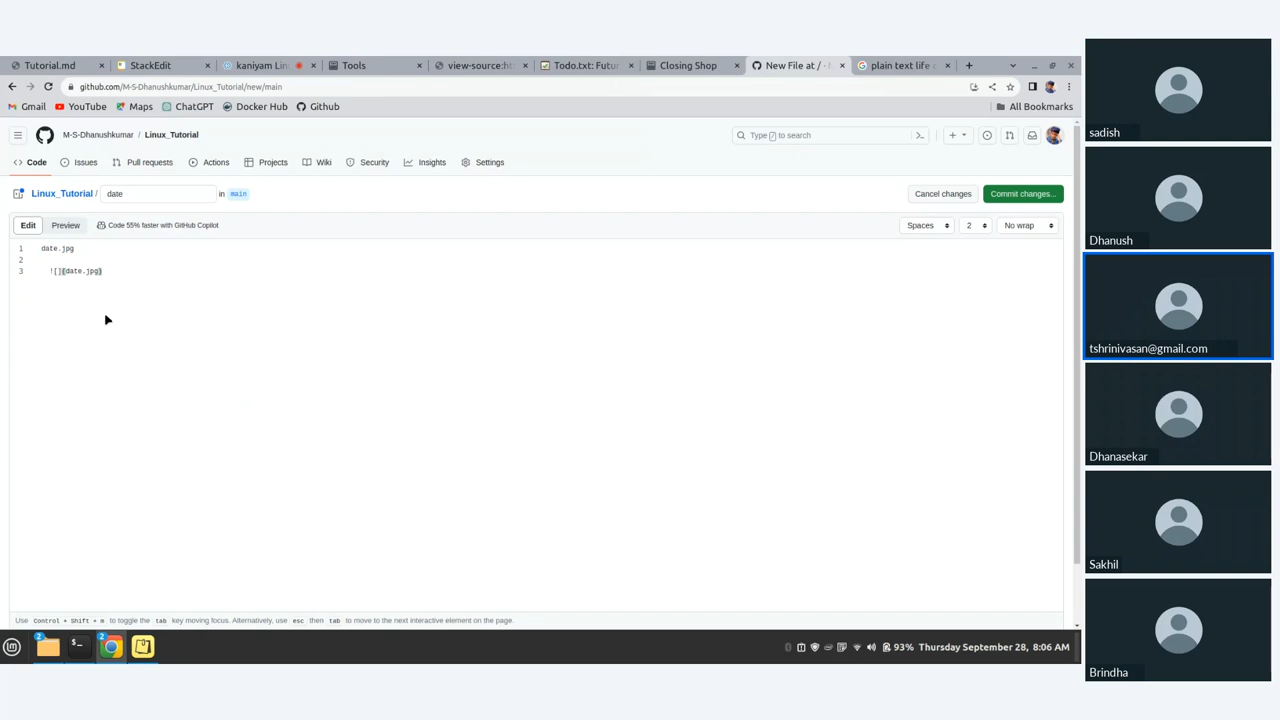 Tutorial.md
StackEdit
kaniyam Lin
Tools
view-source:ht
Todo.txt: Futur
Closing Shop
New File at /
plain text life
github.com/M-S-Dhanushkumar/Linux_Tutorial/new/main
Gmail YouTube Maps ChatGPT Docker Hub Github All Bookmarks
M-S-Dhanushkumar / Linux_Tutorial
Type / to search
Code Issues Pull requests Actions Projects Wiki Security Insights Settings
Linux_Tutorial / date in main
Cancel changes Commit changes...
Edit Preview Code 55% faster with GitHub Copilot
Spaces 2 No wrap
1 date.jpg
2
3 ![](date.jpg)
Use Control + Shift + m to toggle the tab key moving focus. Alternatively, use esc then tab to move to the next interactive element on the page.
2 2 93% Thursday September 28, 8:06 AM
sadish
Dhanush
tshrinivasan@gmail.com
Dhanasekar
Sakhil
Brindha